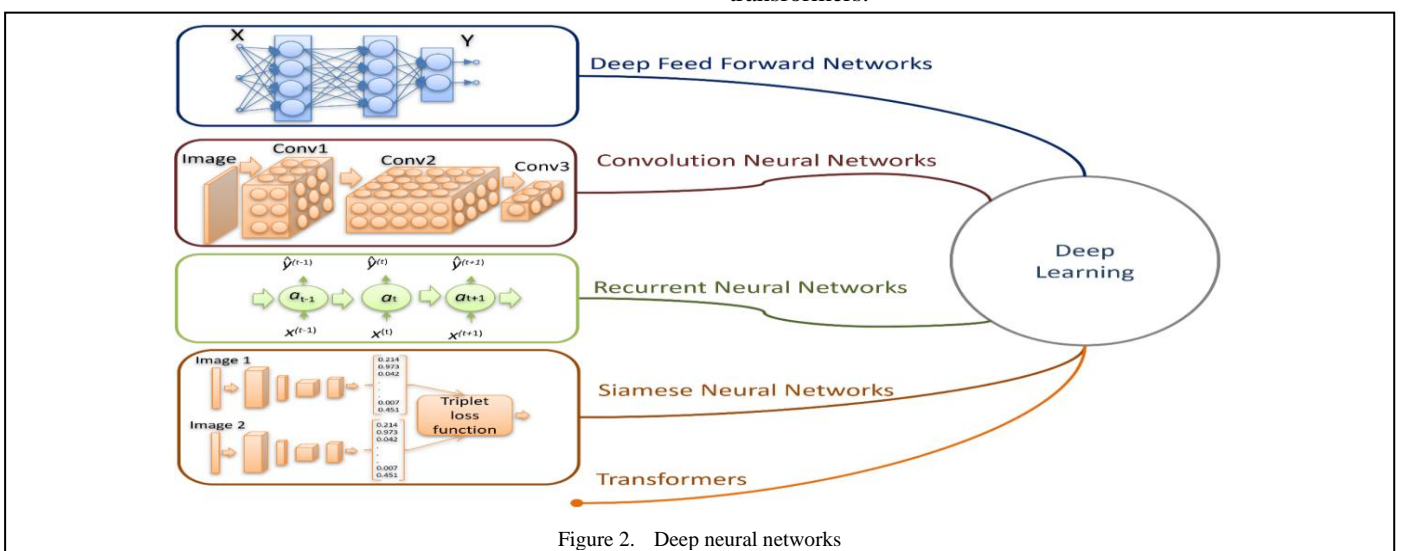 transformers.
X
Y
Deep Feed Forward Networks
Image
Conv1
Conv2
Conv3
Convolution Neural Networks
ŷ(t-1)
ŷ(t)
ŷ(t+1)
at-1
at
at+1
x(t-1)
x(t)
x(t+1)
Recurrent Neural Networks
Deep
Learning
Image 1
0.214
0.973
0.042
.
.
.
0.007
0.451
Image 2
0.214
0.973
0.042
.
.
.
0.007
0.451
Triplet
loss
function
Siamese Neural Networks
Transformers
Figure 2. Deep neural networks